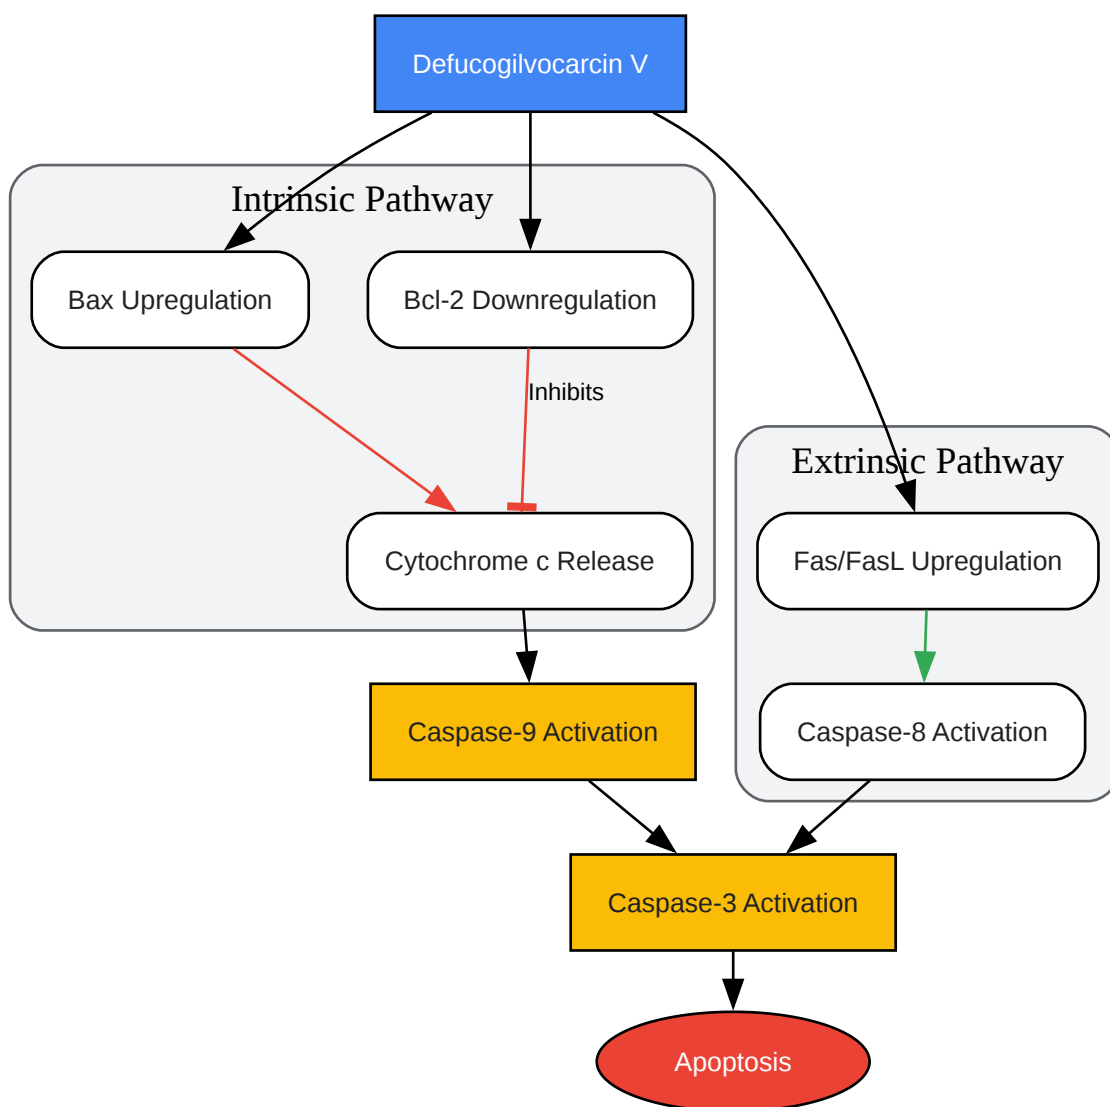 Defucogilvocarcin V
Intrinsic Pathway
Bax Upregulation
Bcl-2 Downregulation
Inhibits
Extrinsic Pathway
Cytochrome c Release
Fas/FasL Upregulation
Caspase-9 Activation
Caspase-8 Activation
Caspase-3 Activation
Apoptosis